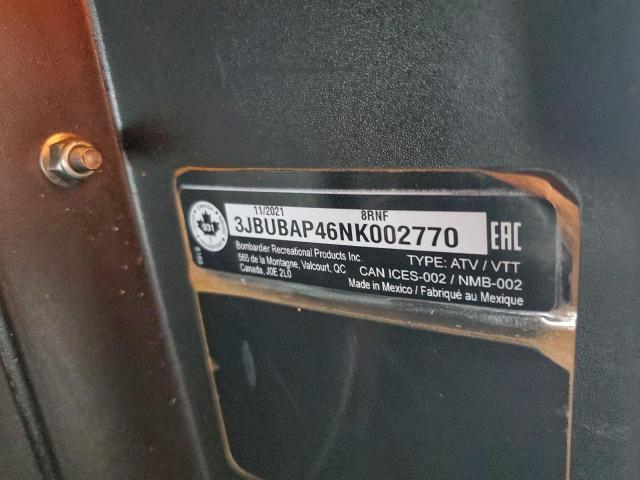 11/2021 8RNF
3JBUBAP46NK002770
EAC
Bombardier Recreational Products Inc.
565 de la Montagne, Valcourt, QC
Canada, J0E 2L0
TYPE: ATV / VTT
CAN ICES-002 / NMB-002
Made in Mexico / Fabriqué au Mexique